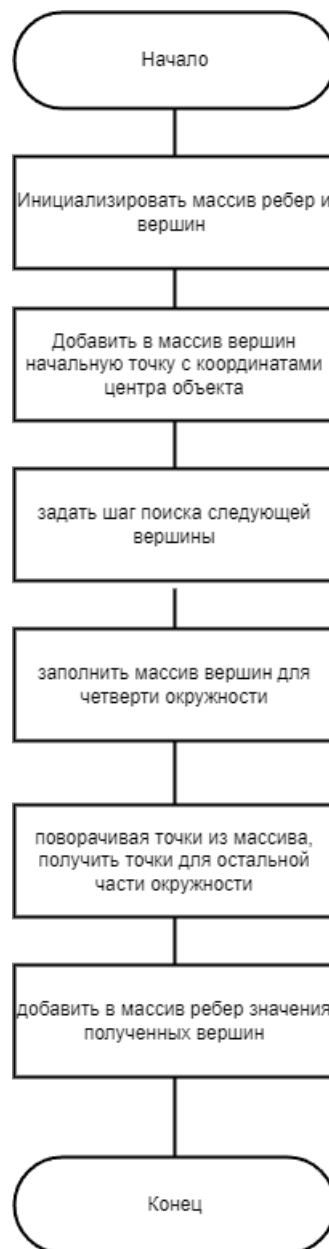 Начало
Инициализировать массив ребер и
вершин
Добавить в массив вершин
начальную точку с координатами
центра объекта
задать шаг поиска следующей
вершины
заполнить массив вершин для
четверти окружности
поворачивая точки из массива,
получить точки для остальной
части окружности
добавить в массив ребер значения
полученных вершин
Конец